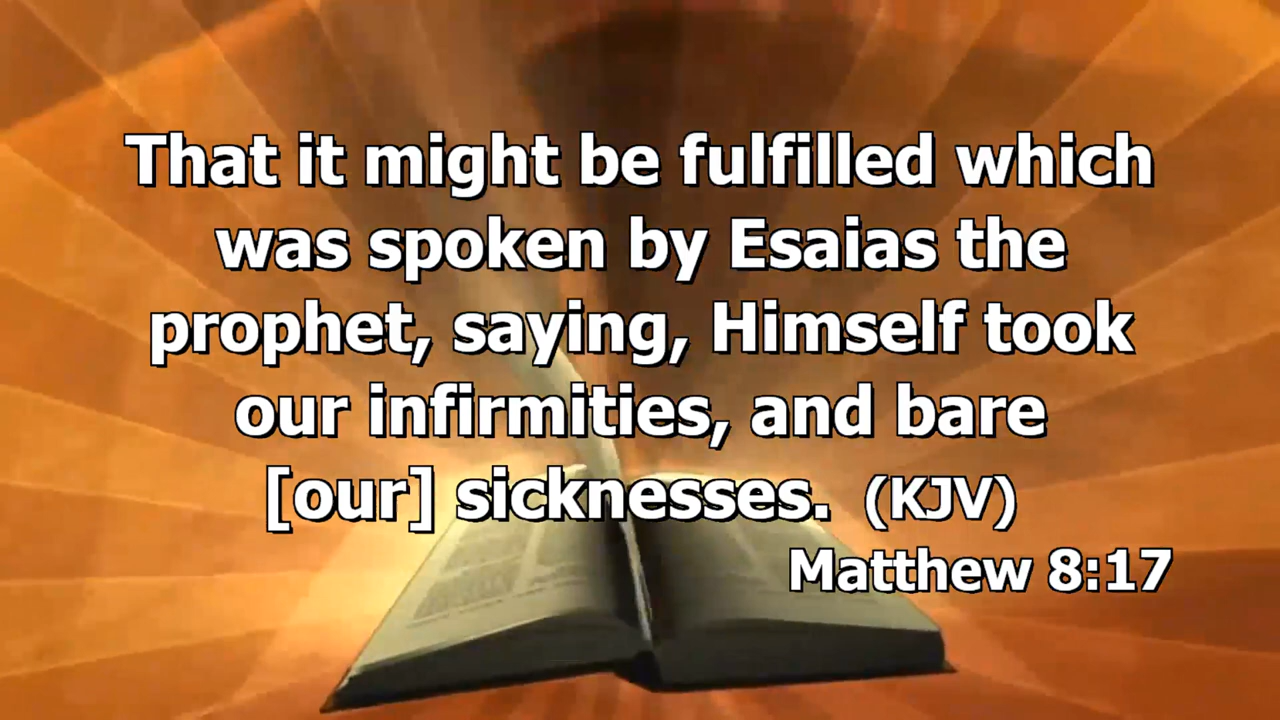 That it might be fulfilled which
was spoken by Esaias the
prophet, saying, Himself took
our infirmities, and bare
[our] sicknesses. (KJV)
Matthew 8:17